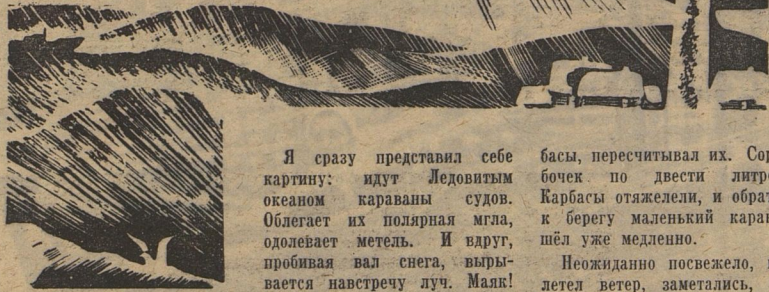 Я сразу представил себе
картину: идут Ледовитым
океаном караваны судов.
Облегает их полярная мгла,
одолевает метель. И вдруг,
пробивая вал снега, выры-
вается навстречу луч. Маяк!
басы, пересчитывал их.
бочек по двести
Карбасы отяжелели, и
к берегу маленький
шёл уже медленно.
Неожиданно посвежело,
летел ветер, заметались,